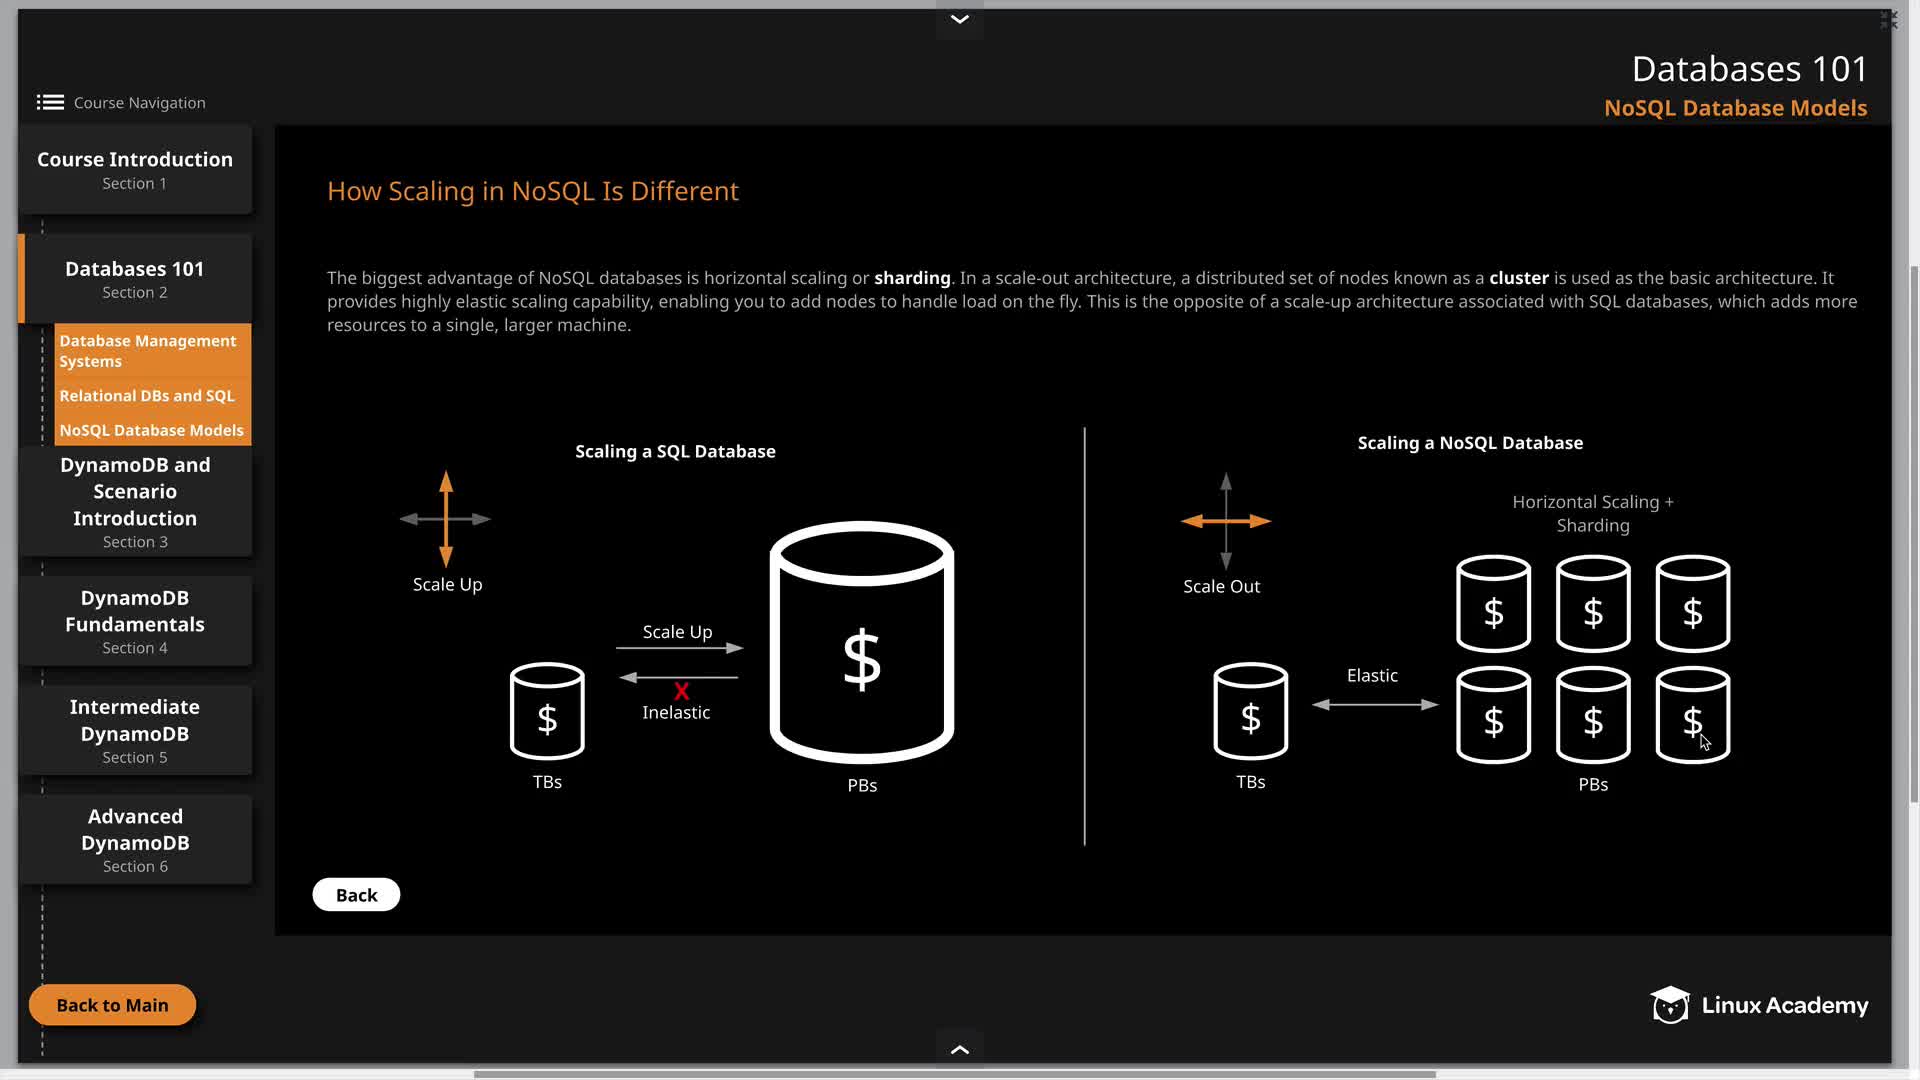 Databases 101
NoSQL Database Models
Course Navigation
Course Introduction
Section 1
Databases 101
Section 2
Database Management
Systems
Relational DBs and SQL
NoSQL Database Models
DynamoDB and
Scenario
Introduction
Section 3
DynamoDB
Fundamentals
Section 4
Intermediate
DynamoDB
Section 5
Advanced
DynamoDB
Section 6
Back to Main
How Scaling in NoSQL Is Different
The biggest advantage of NoSQL databases is horizontal scaling or sharding. In a scale-out architecture, a distributed set of nodes known as a cluster is used as the basic architecture. It
provides highly elastic scaling capability, enabling you to add nodes to handle load on the fly. This is the opposite of a scale-up architecture associated with SQL databases, which adds more
resources to a single, larger machine.
Scaling a SQL Database
Scale Up
Scale Up
X
Inelastic
$
TBs
$
PBs
Scaling a NoSQL Database
Scale Out
Horizontal Scaling +
Sharding
Elastic
$
TBs
$ $ $
$ $ $
PBs
Back
Linux Academy